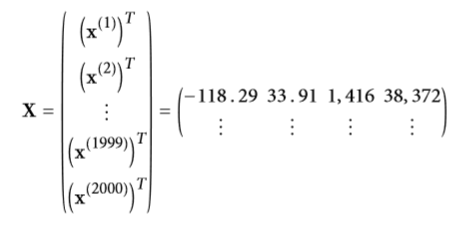 X = ((x^(1))^T (x^(2))^T ⋮ (x^(1999))^T (x^(2000))^T) = (−118.29 33.91 1,416 38,372
⋮ ⋮ ⋮ ⋮)